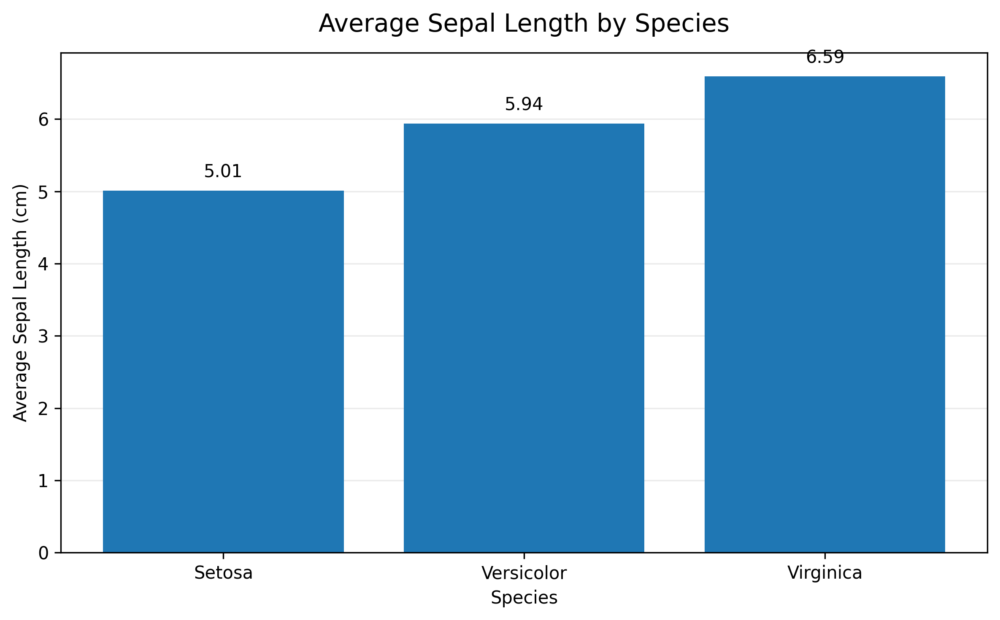 Average Sepal Length by Species
6.59
5.94
5.01
6
5
4
3
2
1
0
Average Sepal Length (cm)
Setosa Versicolor Virginica
Species